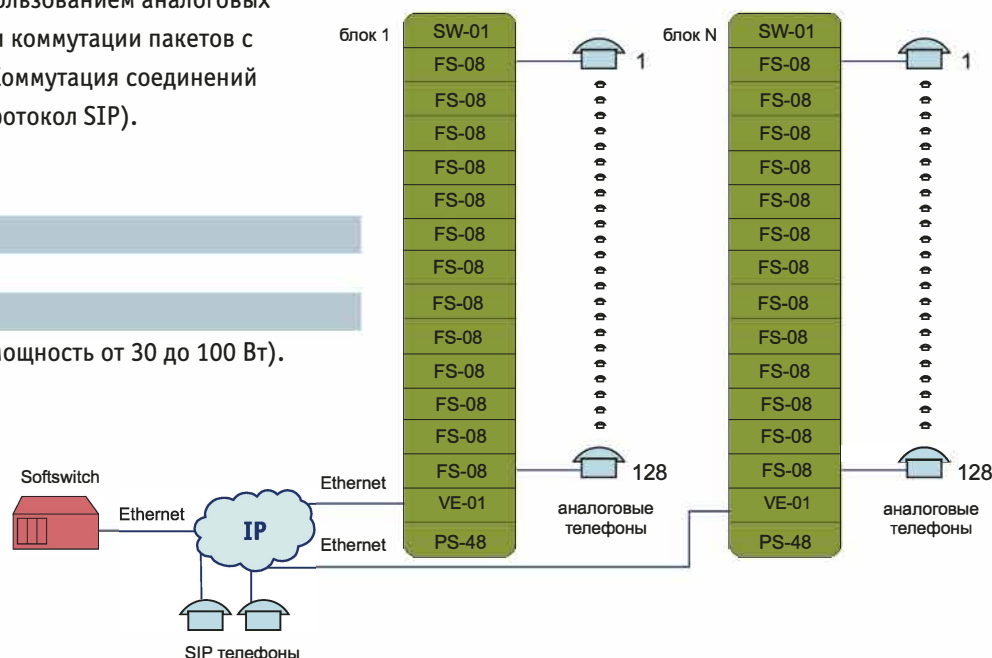 и коммутации пакетов с
Коммутация соединений
SIP).
мощность от 30 до 100 Вт).
блок 1
SW-01
FS-08
FS-08
FS-08
FS-08
FS-08
FS-08
FS-08
FS-08
FS-08
FS-08
FS-08
FS-08
FS-08
VE-01
PS-48
1
128
аналоговые
телефоны
блок N
SW-01
FS-08
FS-08
FS-08
FS-08
FS-08
FS-08
FS-08
FS-08
FS-08
FS-08
FS-08
FS-08
FS-08
VE-01
PS-48
1
128
аналоговые
телефоны
Softswitch
Ethernet
IP
Ethernet
Ethernet
SIP телефоны